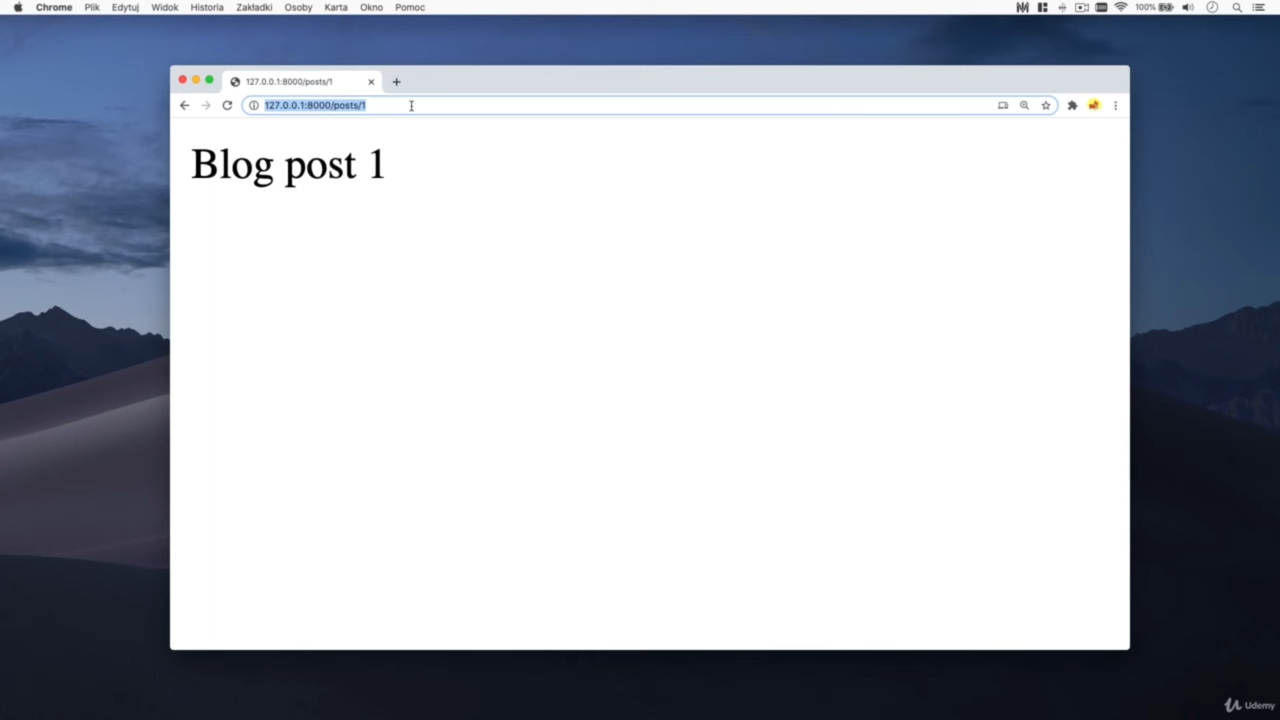 Chrome Plik Edytuj Widok Historia Zakładki Osoby Karta Okno Pomoc 100%
127.0.0.1:8000/posts/1
127.0.0.1:8000/posts/1
Blog post 1
Udemy